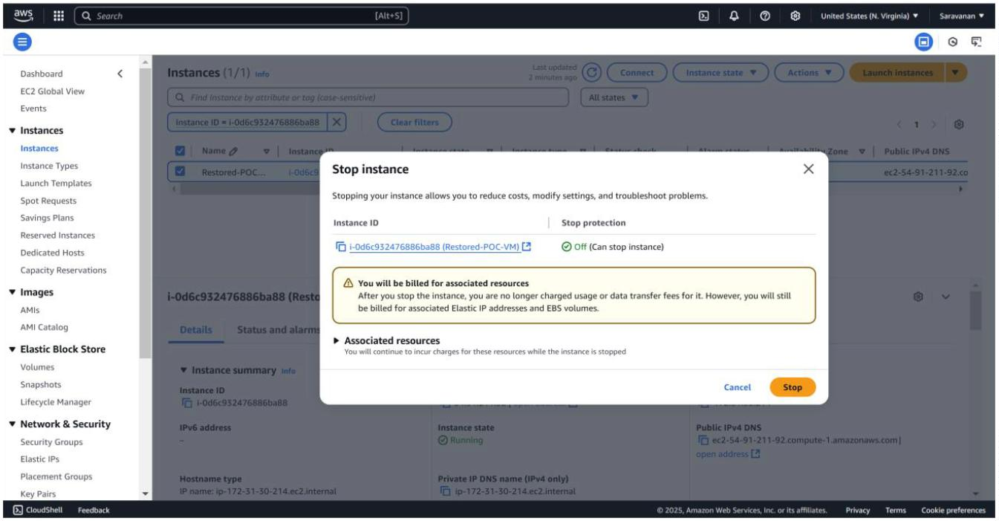 aws
Search
[Alt+S]
United States (N. Virginia)
Saravanan
Dashboard
EC2 Global View
Events
Instances
Instances
Instance Types
Launch Templates
Spot Requests
Savings Plans
Reserved Instances
Dedicated Hosts
Capacity Reservations
Images
AMIs
AMI Catalog
Elastic Block Store
Volumes
Snapshots
Lifecycle Manager
Network & Security
Security Groups
Elastic IPs
Placement Groups
Key Pairs
Instances (1/1) Info
Last updated
2 minutes ago
Connect
Instance state
Actions
Launch instances
Find Instance by attribute or tag (case-sensitive)
All states
Instance ID = i-0d6c932476886ba88
Clear filters
1
Name
Instance ID
Instance state
Instance type
Status check
Alarm status
Availability Zone
Public IPv4 DNS
Restored-POC...
i-0d6c9
ec2-54-91-211-92.co
Stop instance
Stopping your instance allows you to reduce costs, modify settings, and troubleshoot problems.
Instance ID
Stop protection
i-0d6c932476886ba88 (Restored-POC-VM)
Off (Can stop instance)
You will be billed for associated resources
After you stop the instance, you are no longer charged usage or data transfer fees for it. However, you will still
be billed for associated Elastic IP addresses and EBS volumes.
Associated resources
You will continue to incur charges for these resources while the instance is stopped
Cancel
Stop
i-0d6c932476886ba88 (Resto
Details
Status and alarms
Instance summary Info
Instance ID
i-0d6c932476886ba88
IPv6 address
–
Instance state
Running
Public IPv4 DNS
ec2-54-91-211-92.compute-1.amazonaws.com |
open address
Hostname type
IP name: ip-172-31-30-214.ec2.internal
Private IP DNS name (IPv4 only)
ip-172-31-30-214.ec2.internal
CloudShell
Feedback
© 2025, Amazon Web Services, Inc. or its affiliates.
Privacy
Terms
Cookie preferences